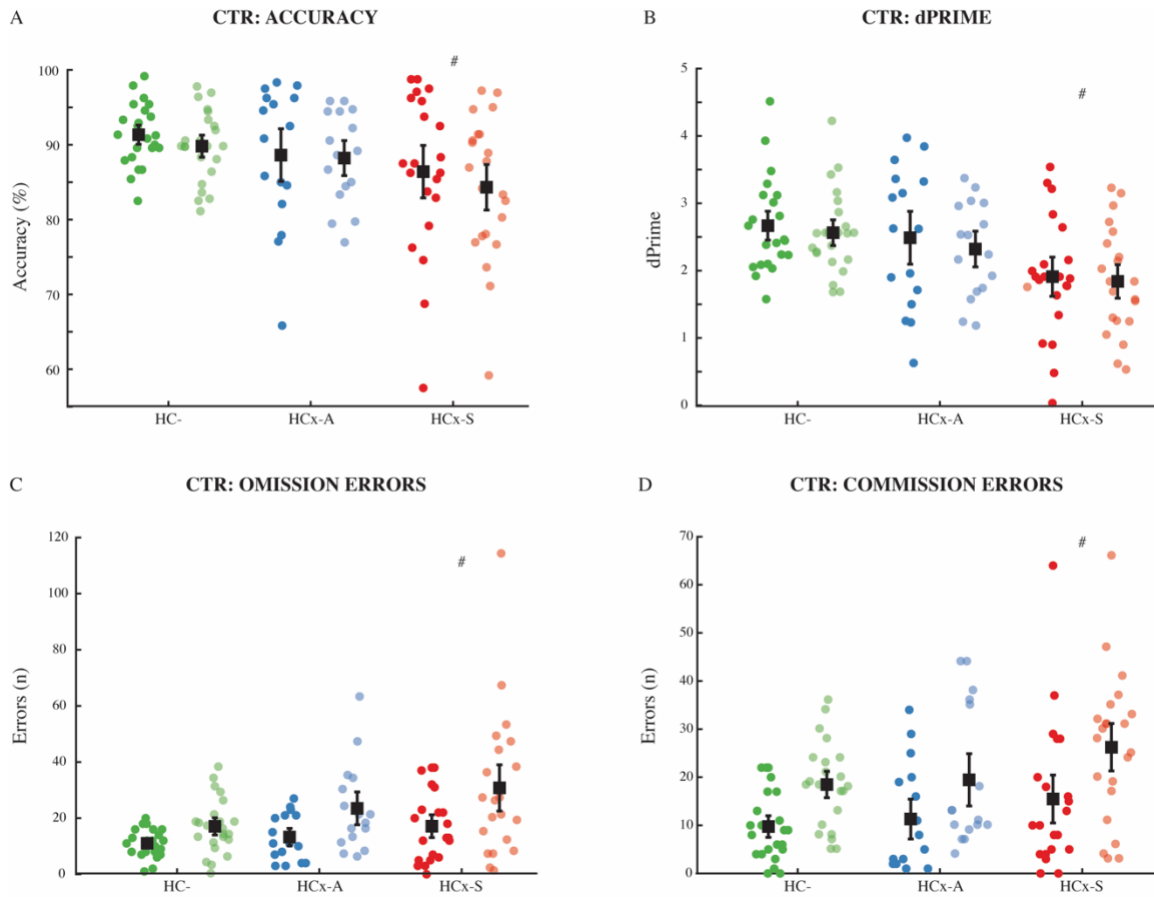 A
CTR: ACCURACY
#
100
90
80
70
60
Accuracy (%)
HC-
HCx-A
HCx-S
B
CTR: dPRIME
#
5
4
3
2
1
0
dPrime
HC-
HCx-A
HCx-S
C
CTR: OMISSION ERRORS
#
120
100
80
60
40
20
0
Errors (n)
HC-
HCx-A
HCx-S
D
CTR: COMMISSION ERRORS
#
70
60
50
40
30
20
10
0
Errors (n)
HC-
HCx-A
HCx-S